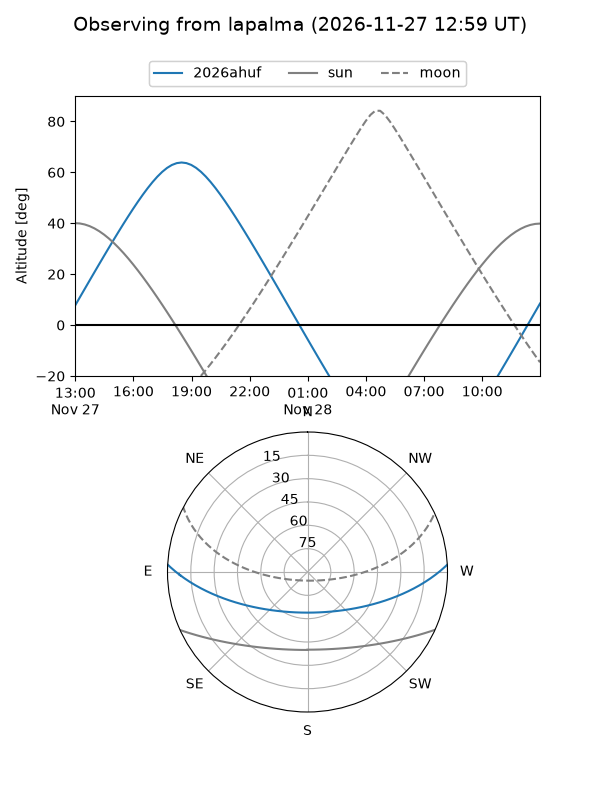 Observing from lapalma (2026-11-27 12:59 UT)
2026ahuf sun moon
Altitude [deg]
80
60
40
20
0
−20
13:00 16:00 19:00 22:00 01:00 04:00 07:00 10:00
Nov 27 Nov 28
N
NE NW
15
30
45
60
75
E W
SE SW
S